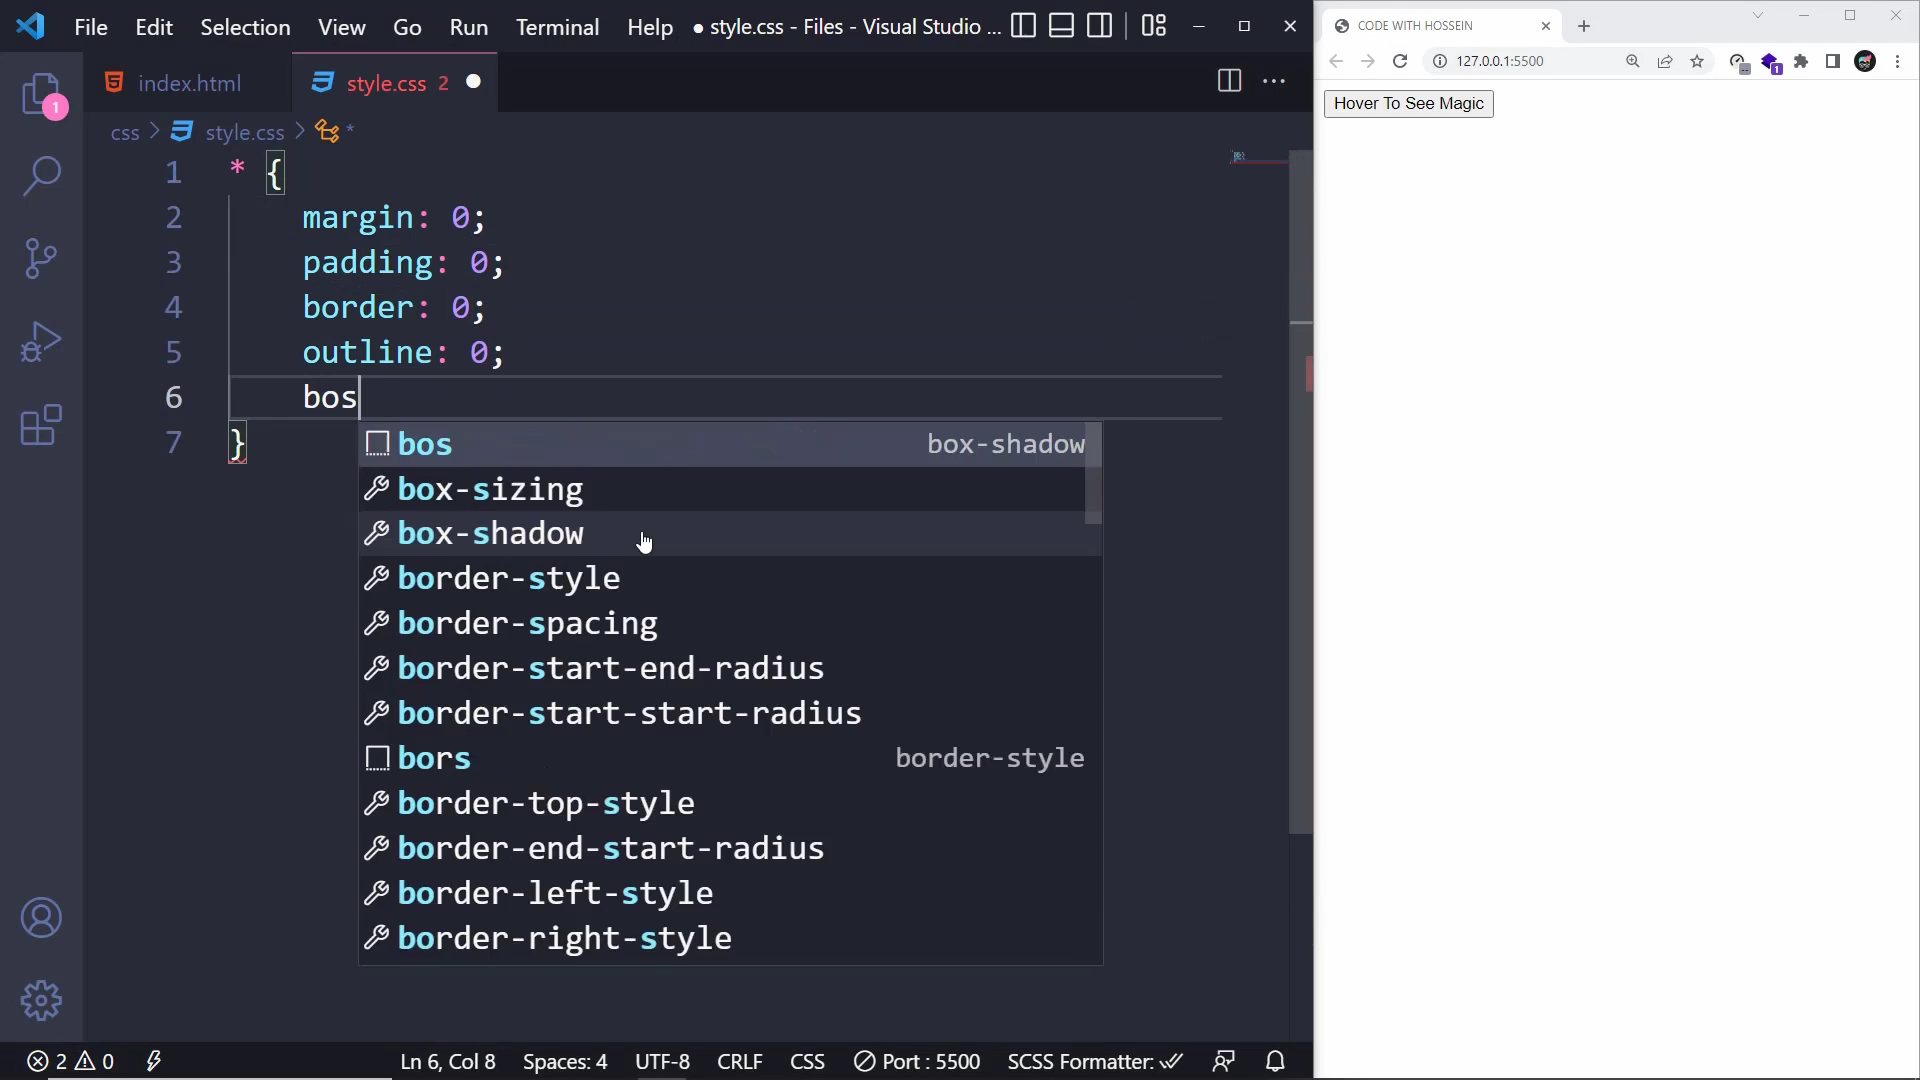 File Edit Selection View Go Run Terminal Help ● style.css - Files - Visual Studio ...
index.html style.css 2 ●
css > style.css > *
1 * {
2 margin: 0;
3 padding: 0;
4 border: 0;
5 outline: 0;
6 bos
7 }
bos box-shadow
box-sizing
box-shadow
border-style
border-spacing
border-start-end-radius
border-start-start-radius
bors border-style
border-top-style
border-end-start-radius
border-left-style
border-right-style
1
2 0 Ln 6, Col 8 Spaces: 4 UTF-8 CRLF CSS Port : 5500 SCSS Formatter:
CODE WITH HOSSEIN
127.0.0.1:5500
1
Hover To See Magic